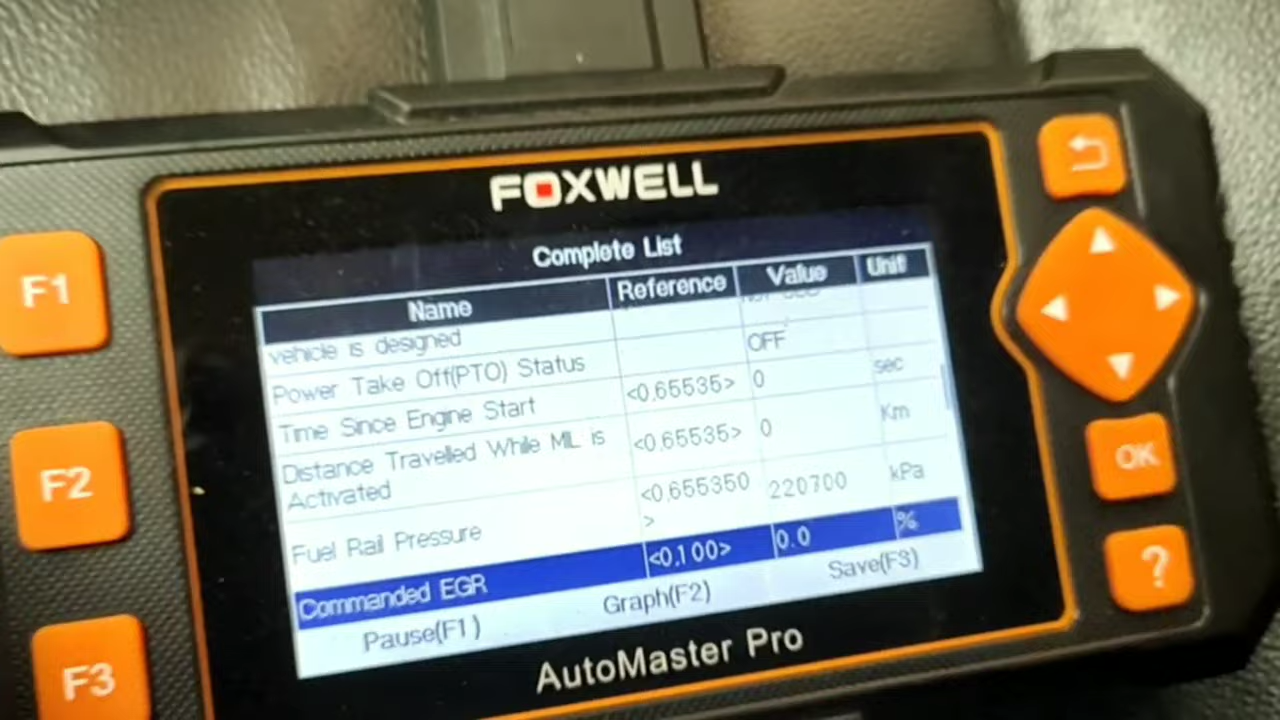 FOXWELL
Complete List
Name Reference Value Unit
vehicle is designed
Power Take Off(PTO) Status OFF
Time Since Engine Start <0,65535> 0 sec
Distance Travelled While MIL is <0,65535> 0 Km
Activated
Fuel Rail Pressure <0,655350 220700 kPa
>
Commanded EGR <0,100> 0.0 %
Pause(F1) Graph(F2) Save(F3)
AutoMaster Pro
F1
F2
F3
OK
?